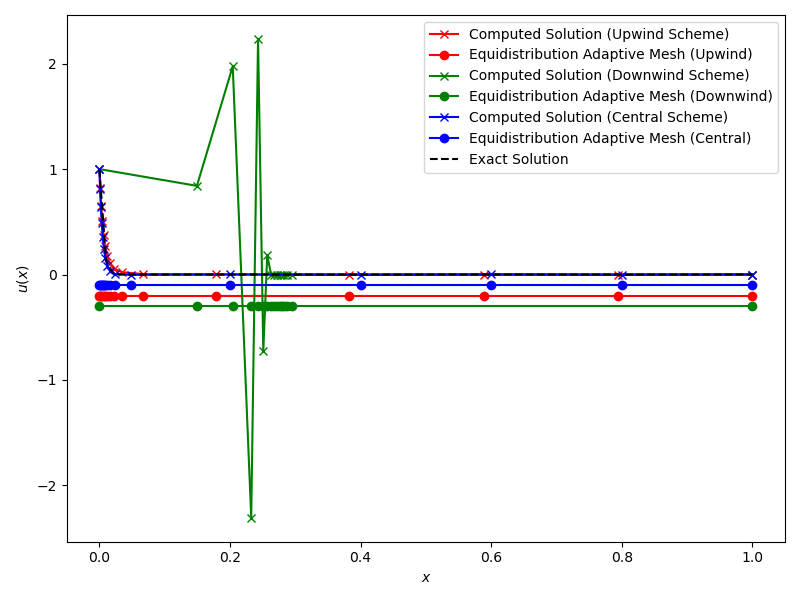 Computed Solution (Upwind Scheme)
Equidistribution Adaptive Mesh (Upwind)
Computed Solution (Downwind Scheme)
Equidistribution Adaptive Mesh (Downwind)
Computed Solution (Central Scheme)
Equidistribution Adaptive Mesh (Central)
Exact Solution
2
1
0
−1
−2
u(x)
0.0 0.2 0.4 0.6 0.8 1.0
x